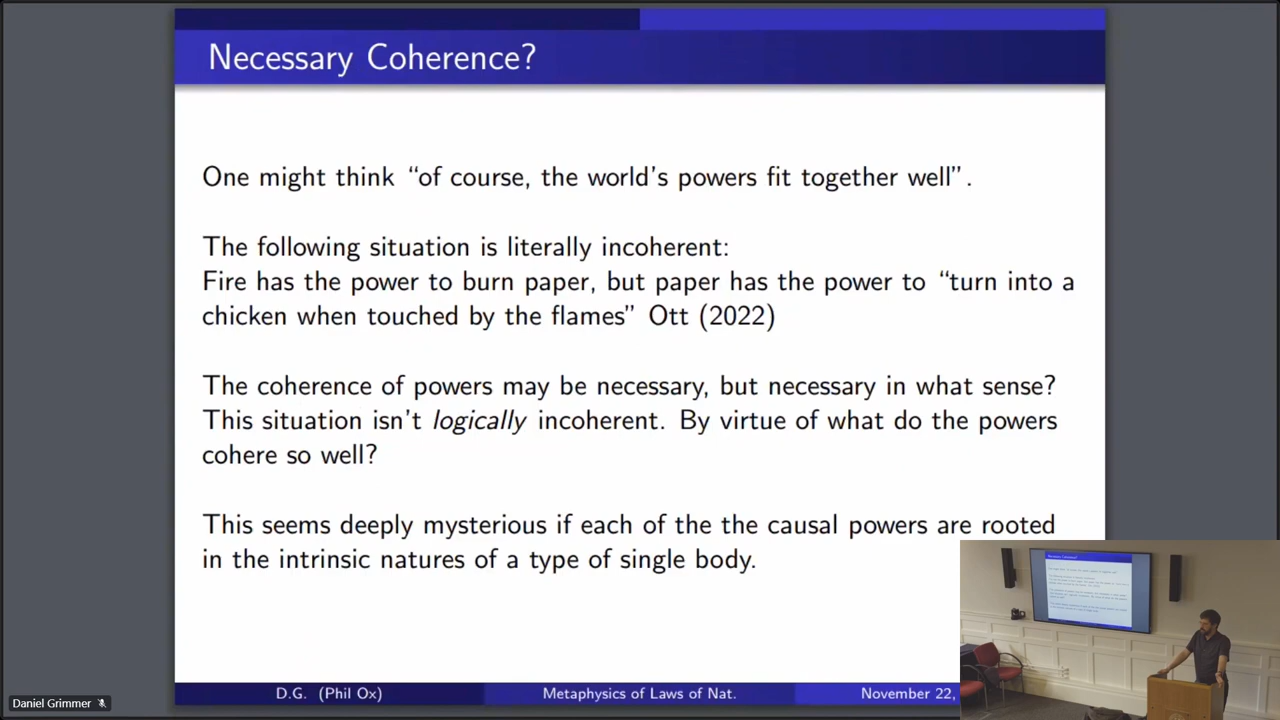 Necessary Coherence?
One might think “of course, the world’s powers fit together well”.
The following situation is literally incoherent:
Fire has the power to burn paper, but paper has the power to “turn into a
chicken when touched by the flames” Ott (2022)
The coherence of powers may be necessary, but necessary in what sense?
This situation isn’t logically incoherent. By virtue of what do the powers
cohere so well?
This seems deeply mysterious if each of the the causal powers are rooted
in the intrinsic natures of a type of single body.
D.G. (Phil Ox) Metaphysics of Laws of Nat. November 22,
Daniel Grimmer